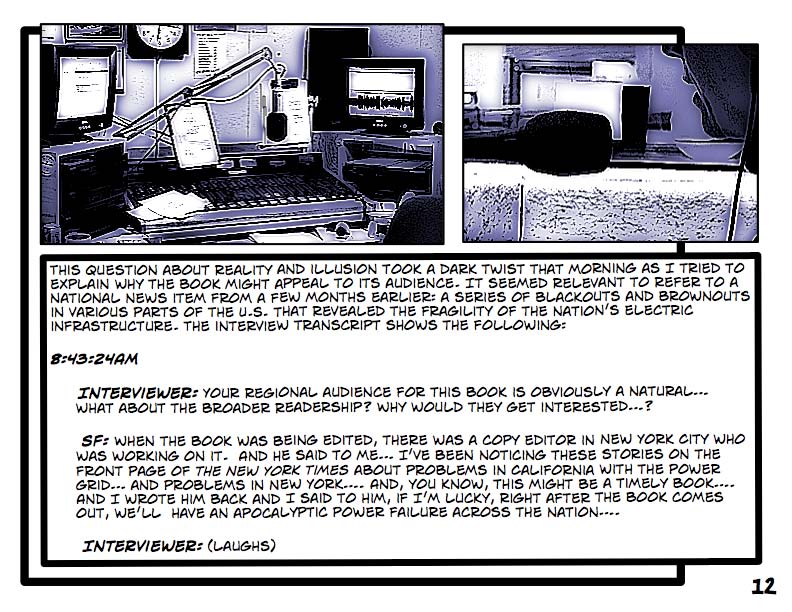 THIS QUESTION ABOUT REALITY AND ILLUSION TOOK A DARK TWIST THAT MORNING AS I TRIED TO
EXPLAIN WHY THE BOOK MIGHT APPEAL TO ITS AUDIENCE. IT SEEMED RELEVANT TO REFER TO A
NATIONAL NEWS ITEM FROM A FEW MONTHS EARLIER: A SERIES OF BLACKOUTS AND BROWNOUTS
IN VARIOUS PARTS OF THE U.S. THAT REVEALED THE FRAGILITY OF THE NATION'S ELECTRIC
INFRASTRUCTURE. THE INTERVIEW TRANSCRIPT SHOWS THE FOLLOWING:
8:43:24AM
INTERVIEWER: YOUR REGIONAL AUDIENCE FOR THIS BOOK IS OBVIOUSLY A NATURAL...
WHAT ABOUT THE BROADER READERSHIP? WHY WOULD THEY GET INTERESTED...?
SF: WHEN THE BOOK WAS BEING EDITED, THERE WAS A COPY EDITOR IN NEW YORK CITY WHO
WAS WORKING ON IT. AND HE SAID TO ME... I'VE BEEN NOTICING THESE STORIES ON THE
FRONT PAGE OF THE NEW YORK TIMES ABOUT PROBLEMS IN CALIFORNIA WITH THE POWER
GRID... AND PROBLEMS IN NEW YORK.... AND, YOU KNOW, THIS MIGHT BE A TIMELY BOOK....
AND I WROTE HIM BACK AND I SAID TO HIM, IF I'M LUCKY, RIGHT AFTER THE BOOK COMES
OUT, WE'LL HAVE AN APOCALYPTIC POWER FAILURE ACROSS THE NATION....
INTERVIEWER: (LAUGHS)
12